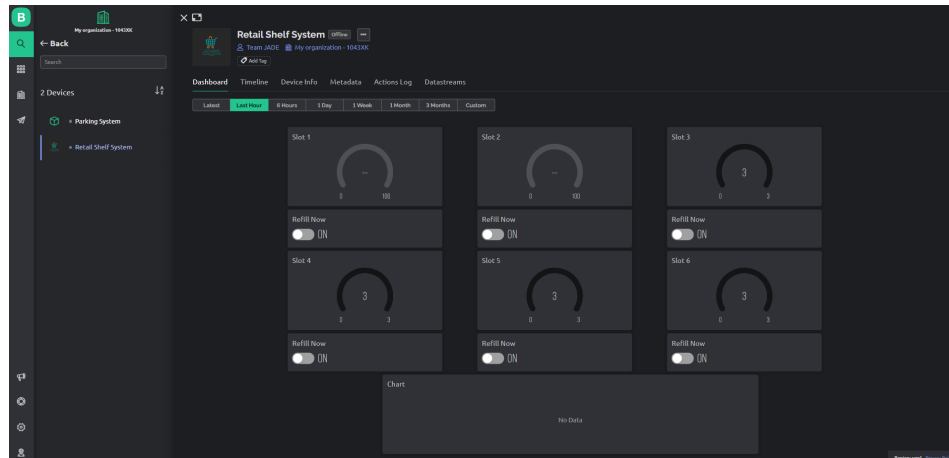 B
My organization - 1043XK
← Back
Search
2 Devices
Parking System
Retail Shelf System
Retail Shelf System Offline
Team JADE My organization - 1043XK
Add Tag
Dashboard Timeline Device Info Metadata Actions Log Datastreams
Latest Last Hour 6 Hours 1 Day 1 Week 1 Month 3 Months Custom
Slot 1 Slot 2 Slot 3
-- -- 3
0 100 0 100 0 3
Refill Now Refill Now Refill Now
ON ON ON
Slot 4 Slot 5 Slot 6
3 3 3
0 3 0 3 0 3
Refill Now Refill Now Refill Now
ON ON ON
Chart
No Data